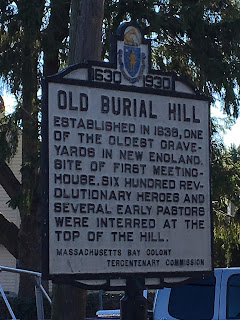 1630 1930
OLD BURIAL HILL
ESTABLISHED IN 1638, ONE
OF THE OLDEST GRAVE-
YARDS IN NEW ENGLAND.
SITE OF FIRST MEETING-
HOUSE. SIX HUNDRED REV-
OLUTIONARY HEROES AND
SEVERAL EARLY PASTORS
WERE INTERRED AT THE
TOP OF THE HILL.
MASSACHUSETTS BAY COLONY
TERCENTENARY COMMISSION